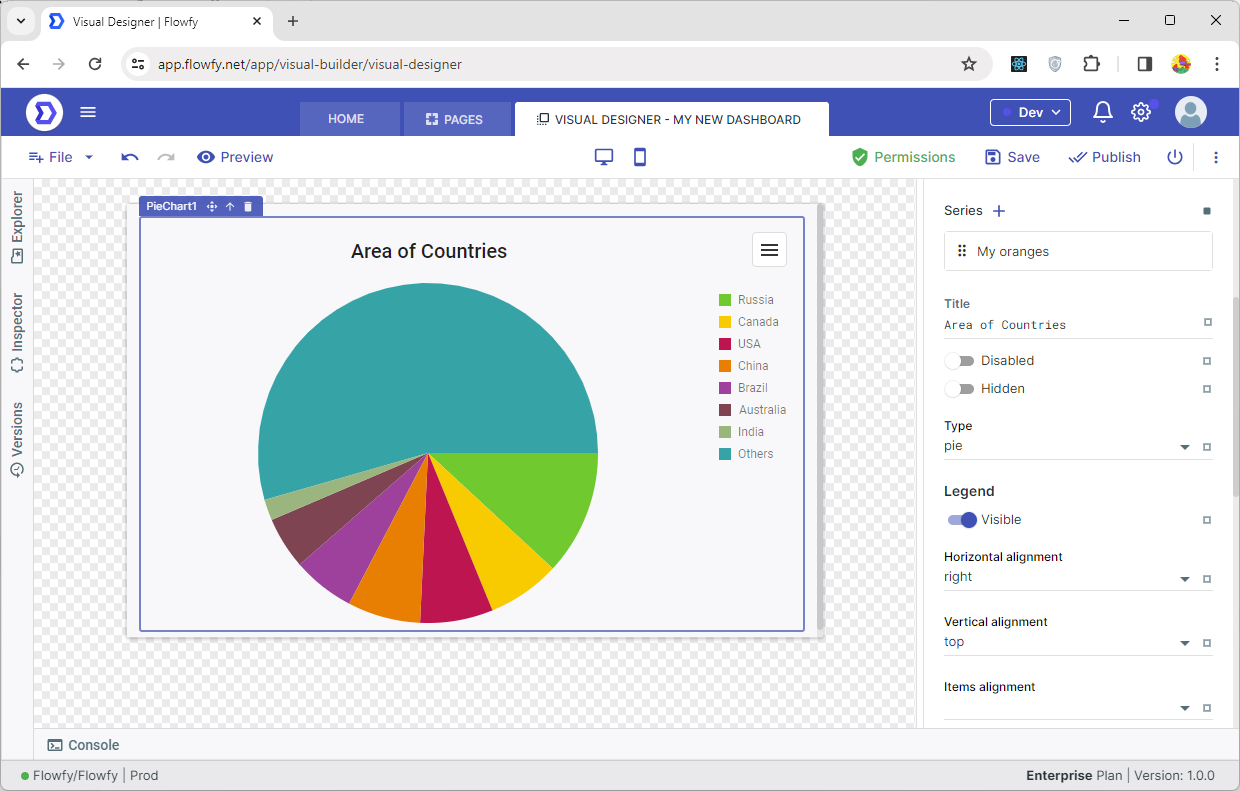 Visual Designer | Flowfy
app.flowfy.net/app/visual-builder/visual-designer
HOME
PAGES
VISUAL DESIGNER - MY NEW DASHBOARD
Dev
File
Preview
Permissions
Save
Publish
Explorer
Inspector
Versions
PieChart1
Area of Countries
Russia
Canada
USA
China
Brazil
Australia
India
Others
Series
My oranges
Title
Area of Countries
Disabled
Hidden
Type
pie
Legend
Visible
Horizontal alignment
right
Vertical alignment
top
Items alignment
Console
Flowfy/Flowfy | Prod
Enterprise Plan | Version: 1.0.0